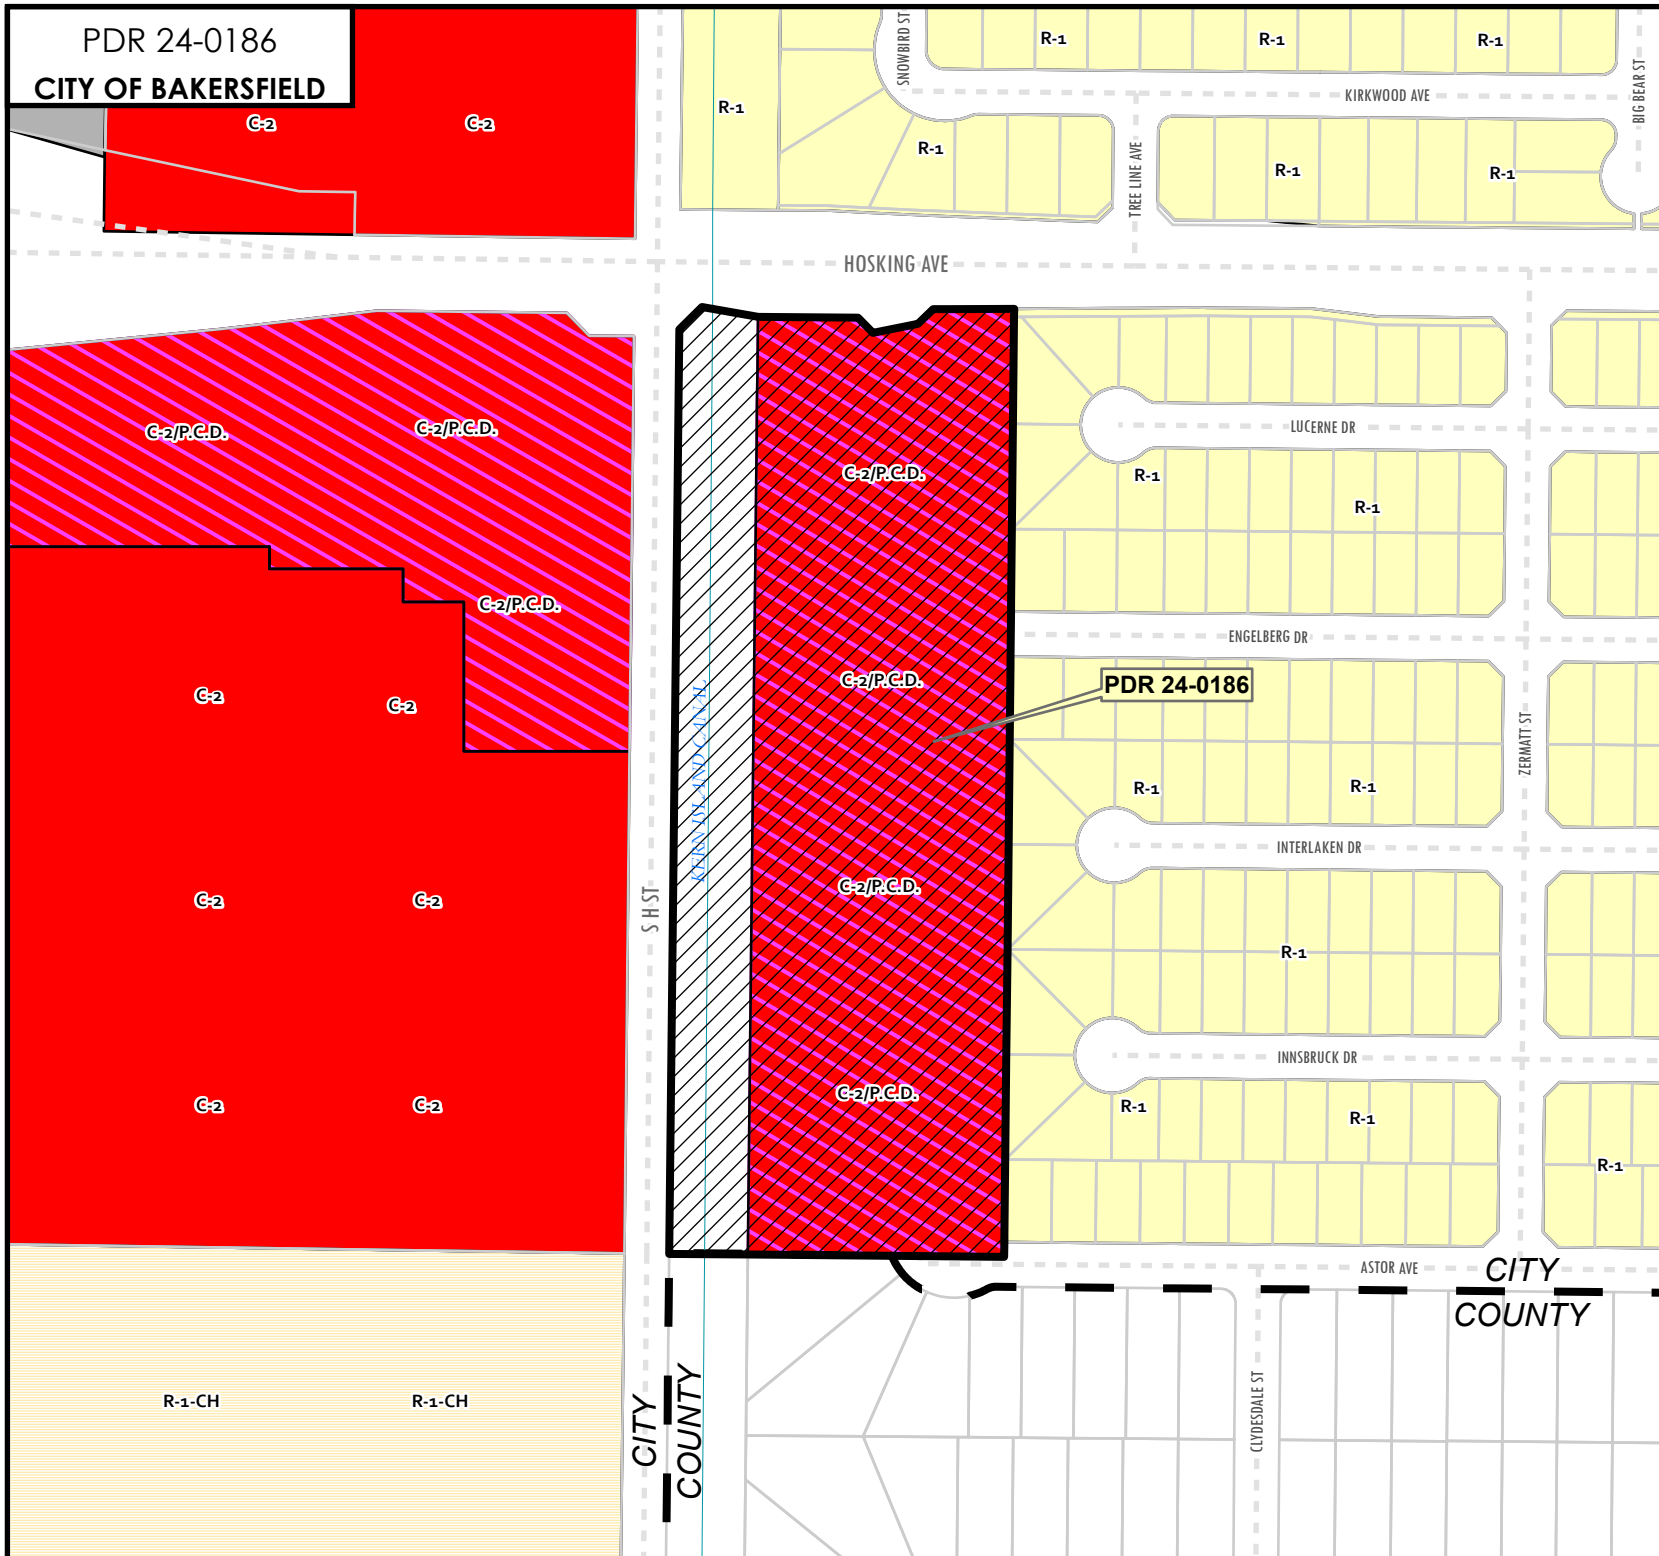 PDR 24-0186
CITY OF BAKERSFIELD
SNOWBIRD ST
R-1
R-1
R-1
BIG BEAR ST
KIRKWOOD AVE
R-1
C-2
C-2
R-1
TREE LINE AVE
R-1
R-1
HOSKING AVE
C-2/P.C.D.
C-2/P.C.D.
LUCERNE DR
C-2/P.C.D.
R-1
R-1
C-2/P.C.D.
ENGELBERG DR
C-2/P.C.D.
PDR 24-0186
C-2
C-2
KERN ISLAND CANAL
ZERMATT ST
R-1
R-1
INTERLAKEN DR
C-2/P.C.D.
C-2
C-2
S H ST
R-1
INNSBRUCK DR
C-2/P.C.D.
C-2
C-2
R-1
R-1
R-1
ASTOR AVE
CITY
COUNTY
R-1-CH
R-1-CH
CITY
COUNTY
CLYDESDALE ST